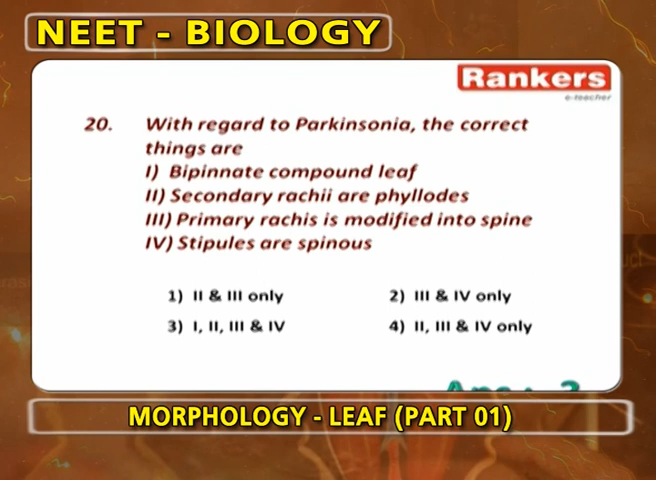 NEET - BIOLOGY
Rankers
e-teacher
20. With regard to Parkinsonia, the correct
things are
I) Bipinnate compound leaf
II) Secondary rachii are phyllodes
III) Primary rachis is modified into spine
IV) Stipules are spinous
1) II & III only
2) III & IV only
3) I, II, III & IV
4) II, III & IV only
MORPHOLOGY - LEAF (PART 01)